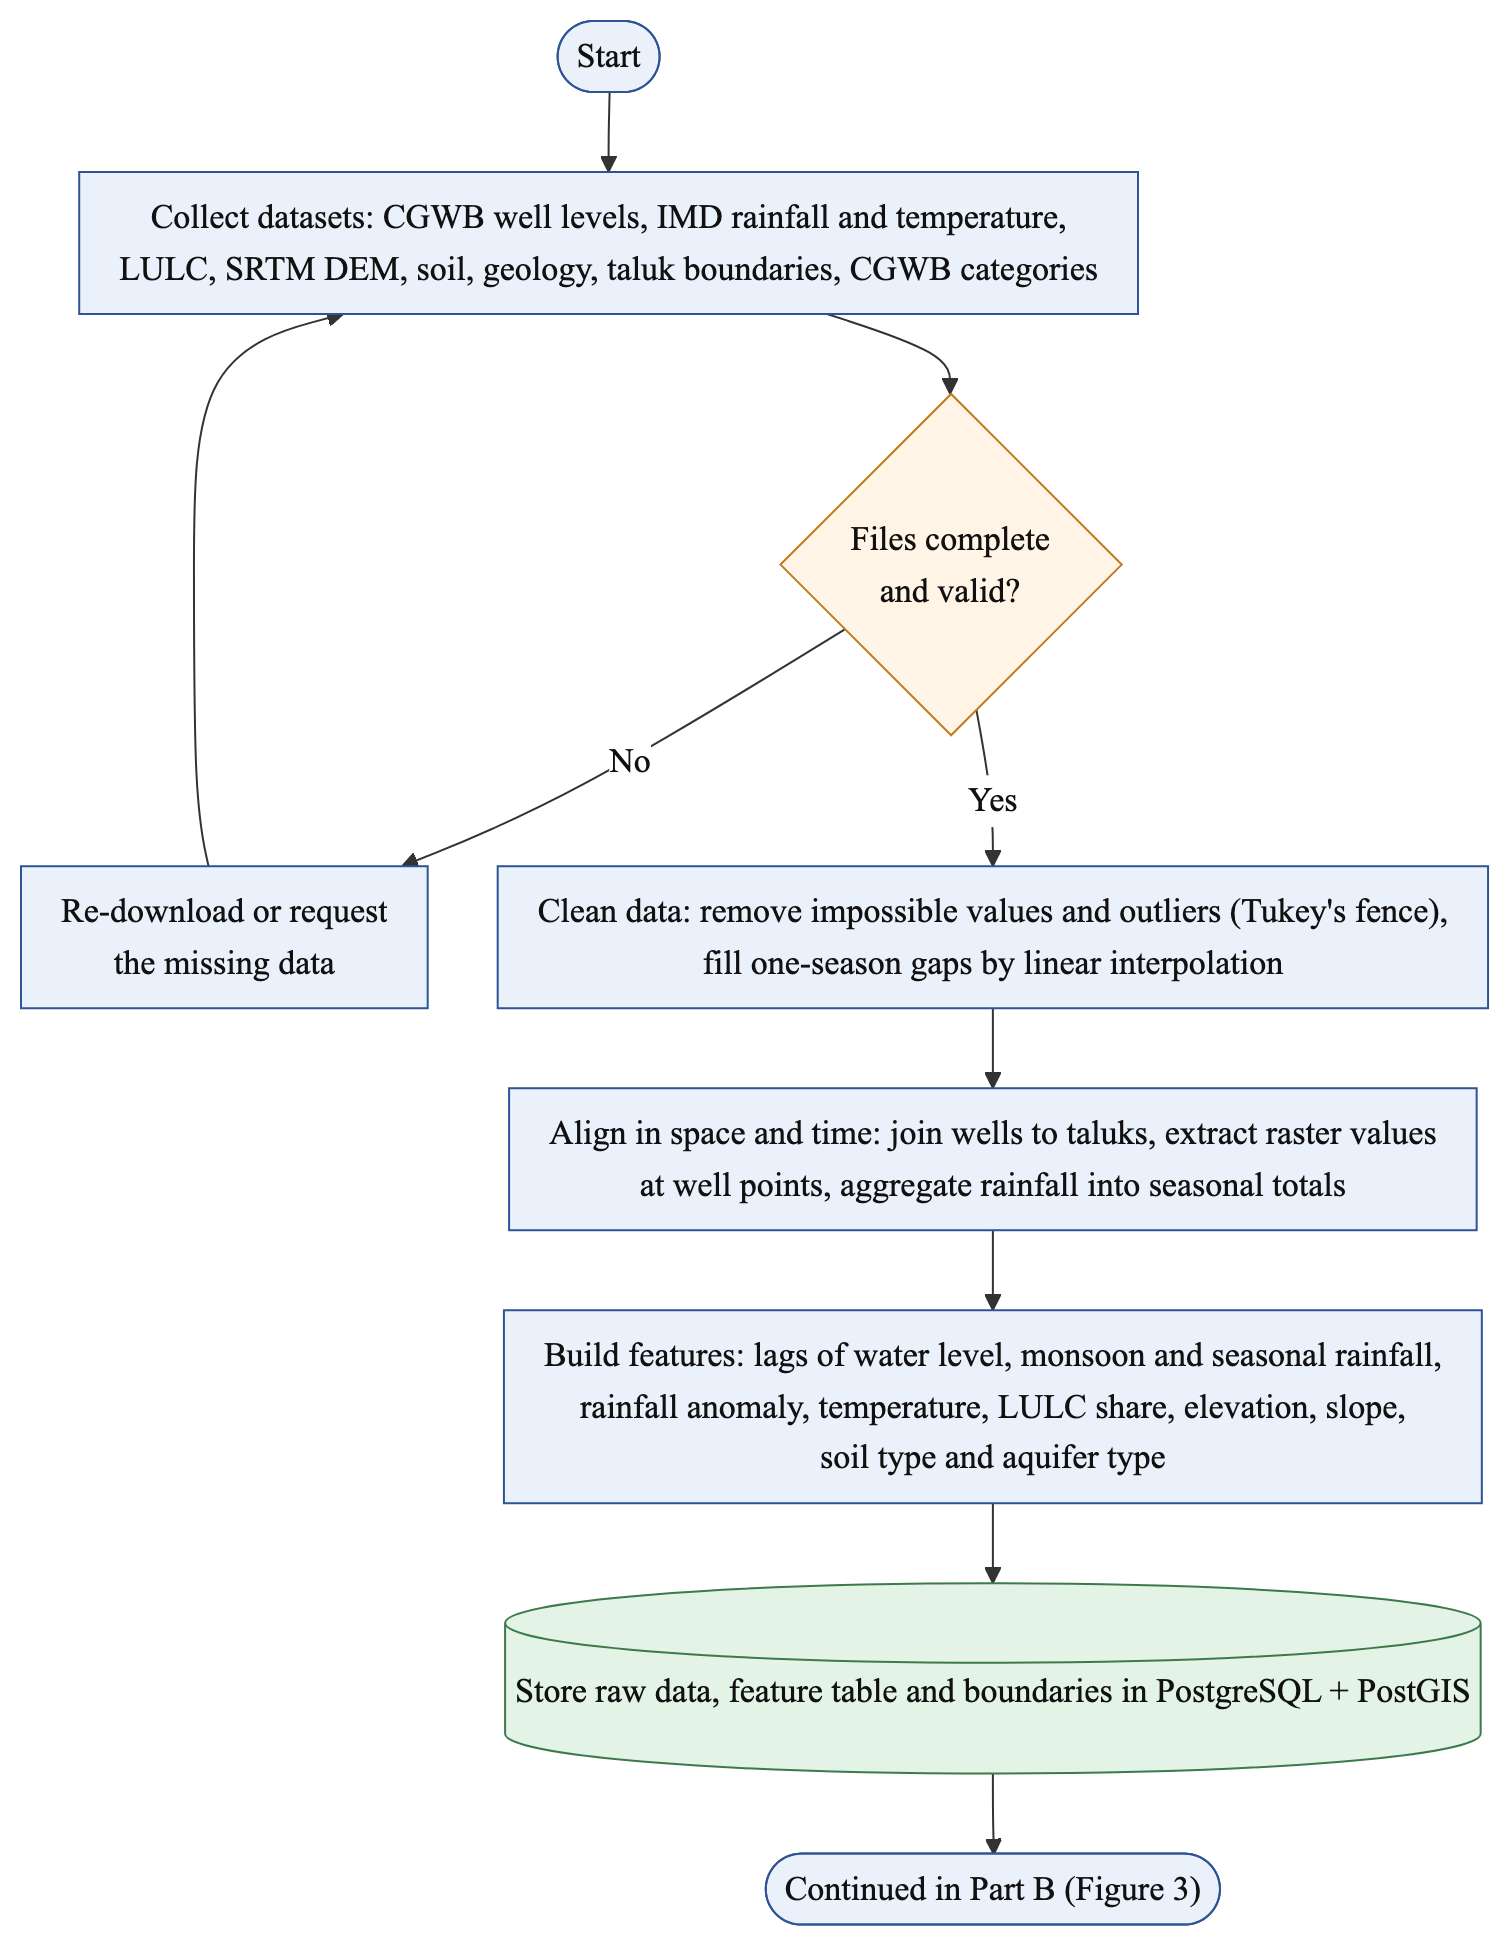 Start
Collect datasets: CGWB well levels, IMD rainfall and temperature,
LULC, SRTM DEM, soil, geology, taluk boundaries, CGWB categories
Files complete
and valid?
No
Yes
Re-download or request
the missing data
Clean data: remove impossible values and outliers (Tukey's fence),
fill one-season gaps by linear interpolation
Align in space and time: join wells to taluks, extract raster values
at well points, aggregate rainfall into seasonal totals
Build features: lags of water level, monsoon and seasonal rainfall,
rainfall anomaly, temperature, LULC share, elevation, slope,
soil type and aquifer type
Store raw data, feature table and boundaries in PostgreSQL + PostGIS
Continued in Part B (Figure 3)